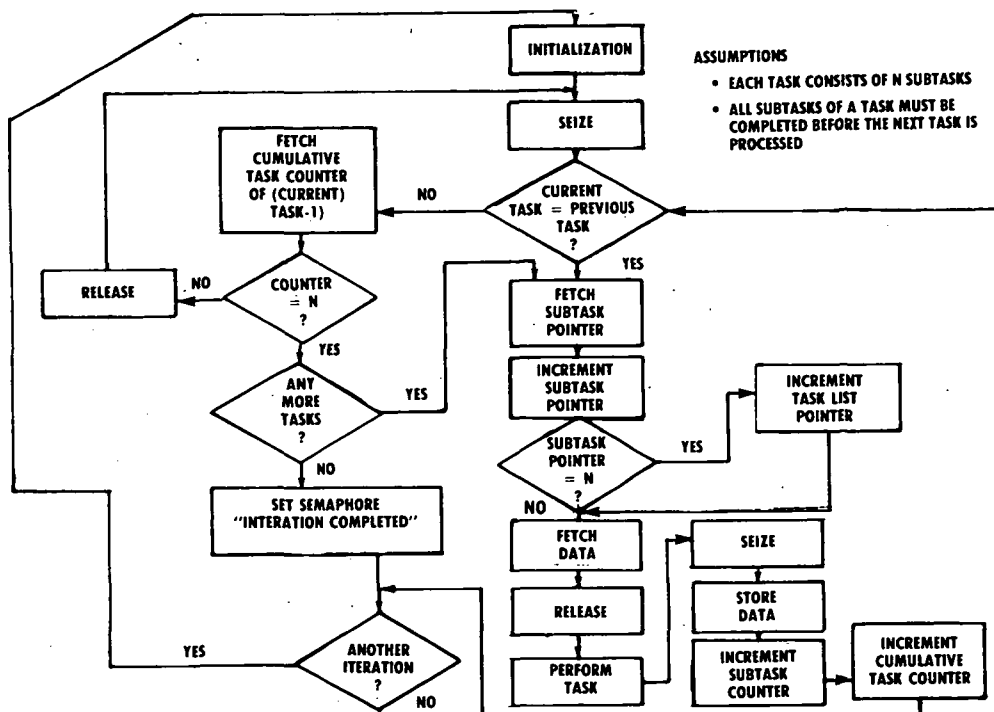 INITIALIZATION
ASSUMPTIONS
• EACH TASK CONSISTS OF N SUBTASKS
• ALL SUBTASKS OF A TASK MUST BE
COMPLETED BEFORE THE NEXT TASK IS
PROCESSED
SEIZE
FETCH
CUMULATIVE
TASK COUNTER
OF (CURRENT)
TASK-1)
NO
CURRENT
TASK = PREVIOUS
TASK
?
YES
RELEASE
NO
COUNTER
= N
?
YES
FETCH
SUBTASK
POINTER
ANY
MORE
TASKS
?
YES
NO
INCREMENT
SUBTASK
POINTER
INCREMENT
TASK LIST
POINTER
SUBTASK
POINTER
= N
?
YES
NO
SET SEMAPHORE
"INTERATION COMPLETED"
FETCH
DATA
SEIZE
RELEASE
STORE
DATA
PERFORM
TASK
INCREMENT
SUBTASK
COUNTER
INCREMENT
CUMULATIVE
TASK COUNTER
YES
ANOTHER
ITERATION
?
NO